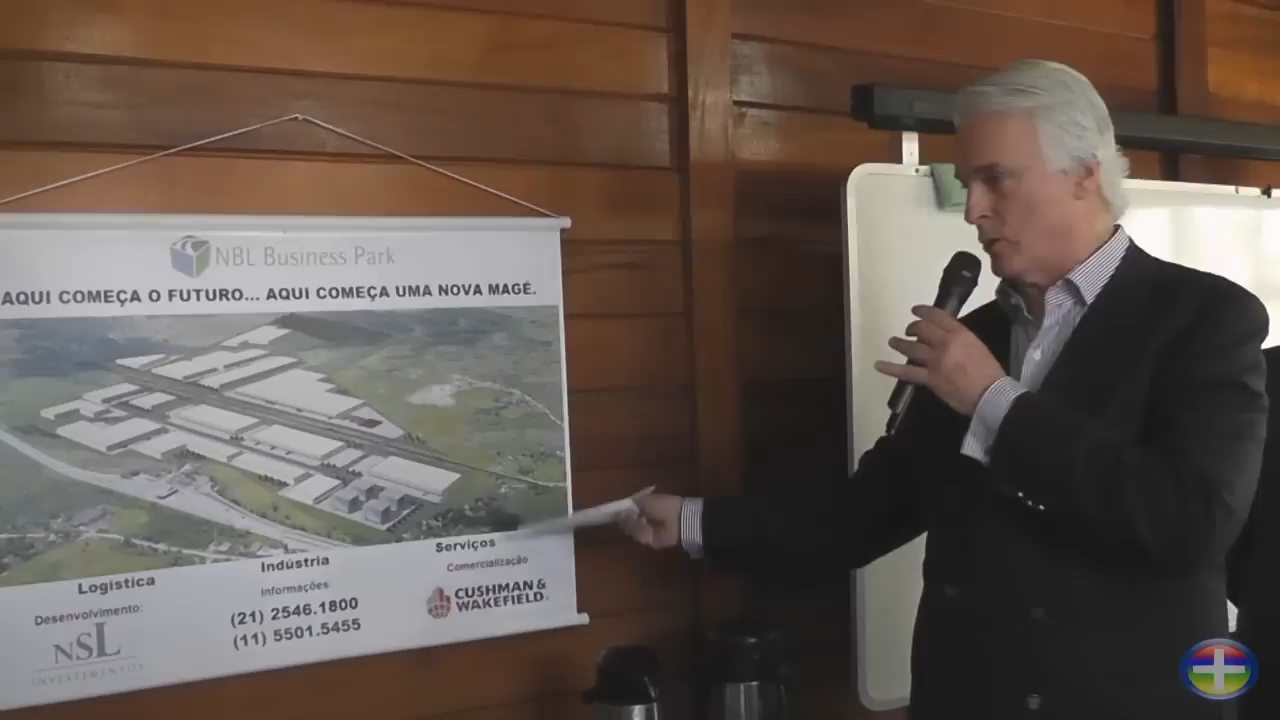 NBL Business Park
AQUI COMEÇA O FUTURO... AQUI COMEÇA UMA NOVA MAGÉ.
Logística
Indústria
Serviços
Desenvolvimento:
Informações
Comercialização
NSL
INVESTIMENTOS
(21) 2546.1800
(11) 5501.5455
CUSHMAN &
WAKEFIELD